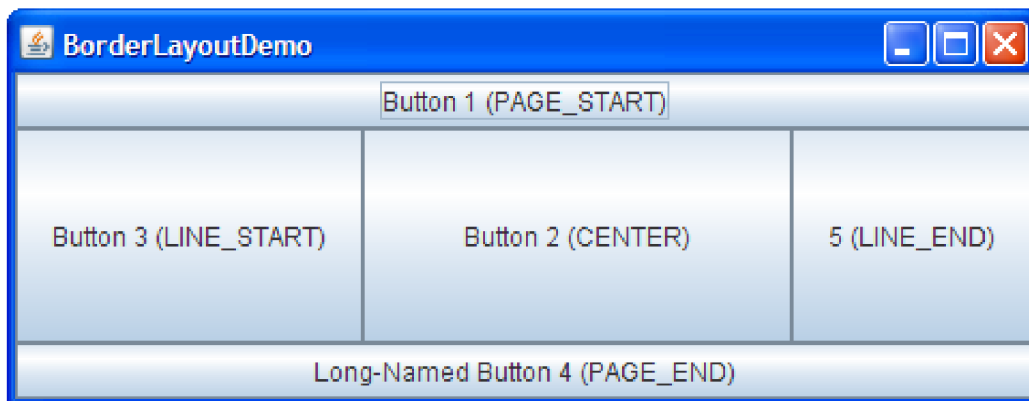 BorderLayoutDemo
Button 1 (PAGE_START)
Button 3 (LINE_START)
Button 2 (CENTER)
5 (LINE_END)
Long-Named Button 4 (PAGE_END)